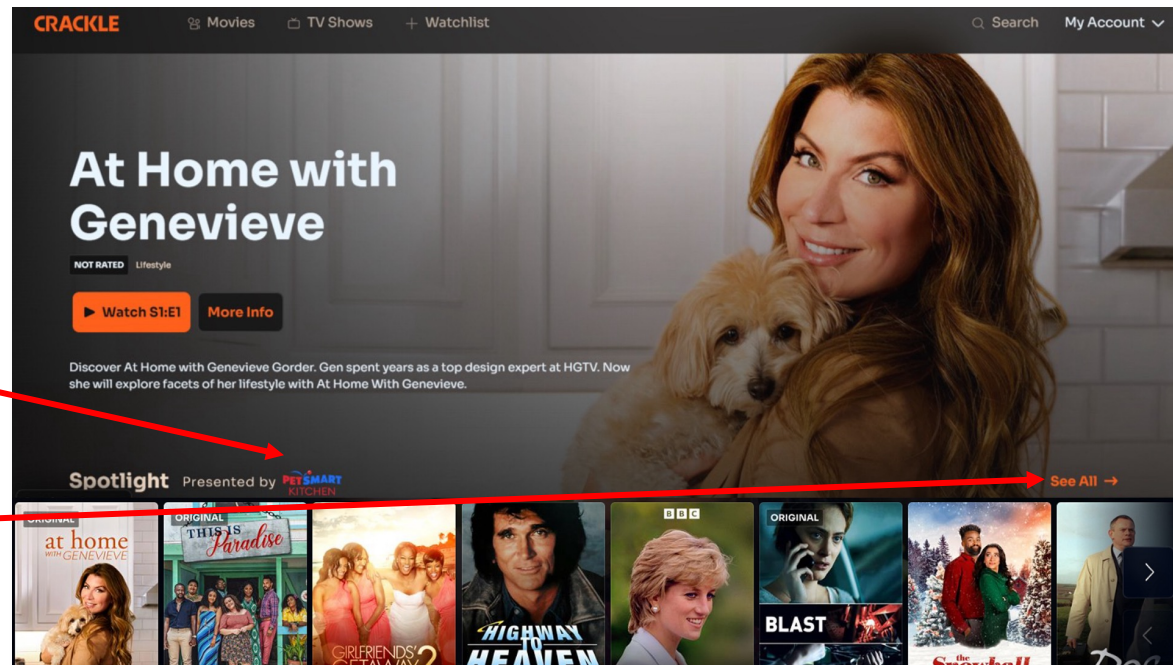 CRACKLE
Movies
TV Shows
Watchlist
Search
My Account
At Home with
Genevieve
NOT RATED Lifestyle
Watch S1:E1
More Info
Discover At Home with Genevieve Gorder. Gen spent years as a top design expert at HGTV. Now
she will explore facets of her lifestyle with At Home With Genevieve.
Spotlight Presented by PETSMART
KITCHEN
See All →
ORIGINAL
at home
WITH GENEVIEVE
ORIGINAL
THIS IS
Paradise
GIRLFRIENDS'
GETAWAY 2
HIGHWAY
TO
HEAVEN
BBC
ORIGINAL
BLAST
the
Snowball
Doc